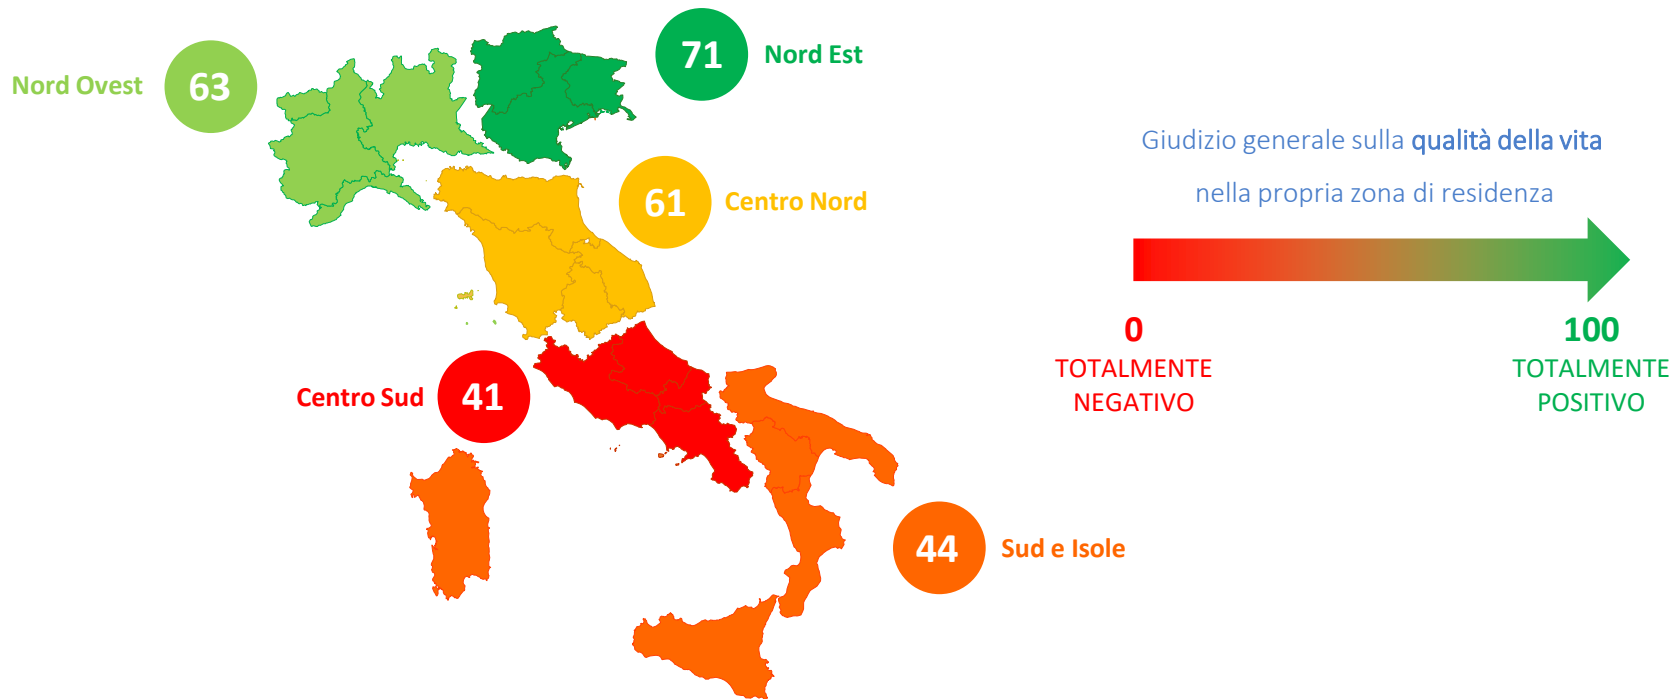 Nord Ovest
63
71
Nord Est
61
Centro Nord
Centro Sud
41
44
Sud e Isole
Giudizio generale sulla qualità della vita
nella propria zona di residenza
0
TOTALMENTE
NEGATIVO
100
TOTALMENTE
POSITIVO